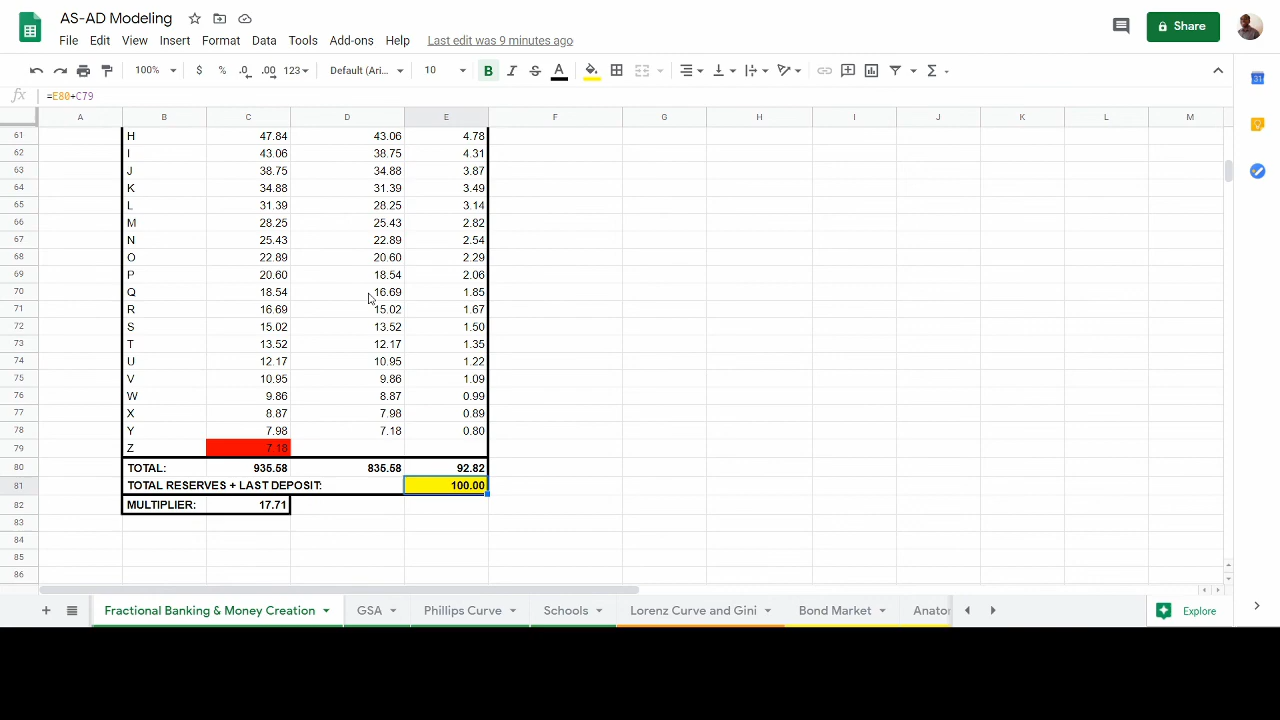 AS-AD Modeling
File Edit View Insert Format Data Tools Add-ons Help Last edit was 9 minutes ago
Share
100% $ % .0 .00 123 Default (Ari... 10 B I S A Σ
fx =E80+C79
A B C D E F G H I J K L M
61 H 47.84 43.06 4.78
62 I 43.06 38.75 4.31
63 J 38.75 34.88 3.87
64 K 34.88 31.39 3.49
65 L 31.39 28.25 3.14
66 M 28.25 25.43 2.82
67 N 25.43 22.89 2.54
68 O 22.89 20.60 2.29
69 P 20.60 18.54 2.06
70 Q 18.54 16.69 1.85
71 R 16.69 15.02 1.67
72 S 15.02 13.52 1.50
73 T 13.52 12.17 1.35
74 U 12.17 10.95 1.22
75 V 10.95 9.86 1.09
76 W 9.86 8.87 0.99
77 X 8.87 7.98 0.89
78 Y 7.98 7.18 0.80
79 Z 7.18
80 TOTAL: 935.58 835.58 92.82
81 TOTAL RESERVES + LAST DEPOSIT: 100.00
82 MULTIPLIER: 17.71
83
84
85
86
Fractional Banking & Money Creation GSA Phillips Curve Schools Lorenz Curve and Gini Bond Market Anator Explore
31